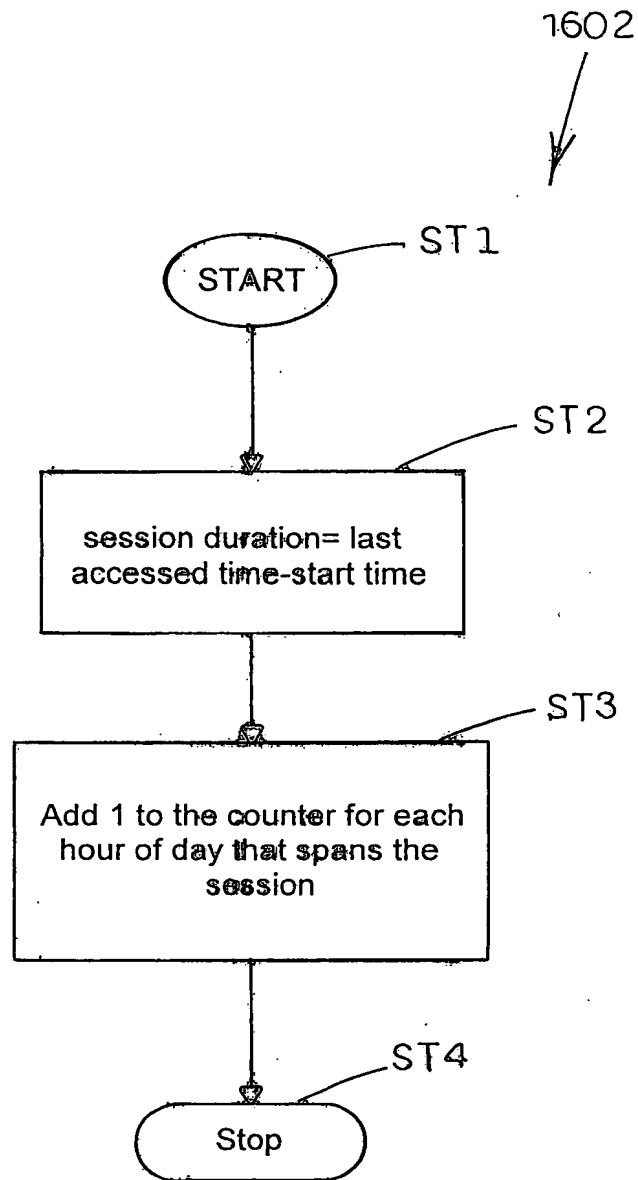 1602
ST1
START
ST2
session duration= last
accessed time-start time
ST3
Add 1 to the counter for each
hour of day that spans the
session
ST4
Stop